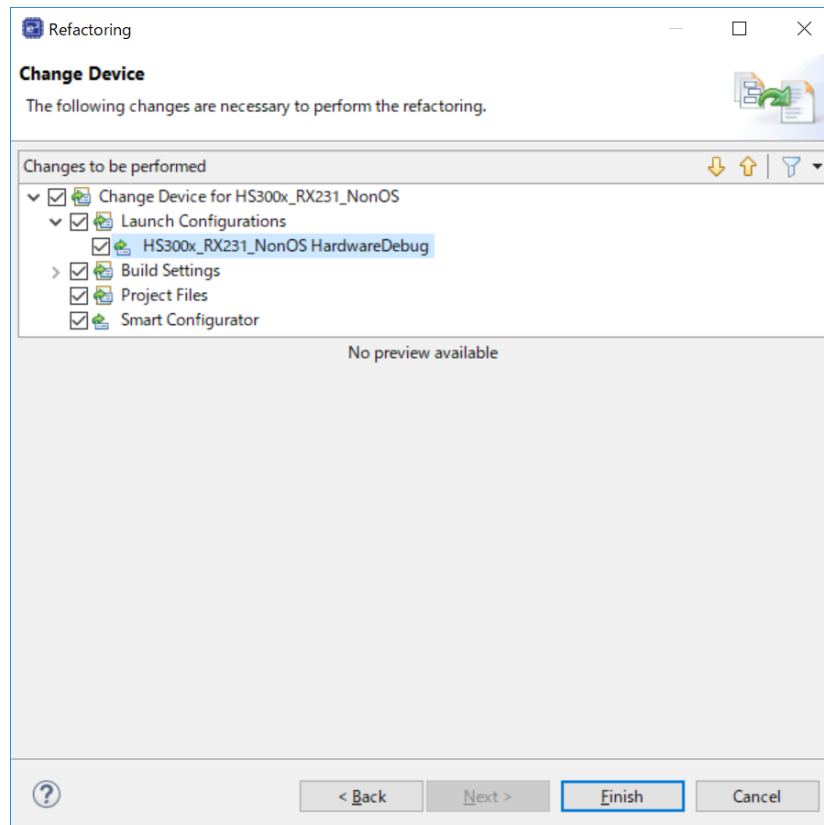 Refactoring
Change Device
The following changes are necessary to perform the refactoring.
Changes to be performed
Change Device for HS300x_RX231_NonOS
Launch Configurations
HS300x_RX231_NonOS HardwareDebug
Build Settings
Project Files
Smart Configurator
No preview available
? < Back Next > Finish Cancel